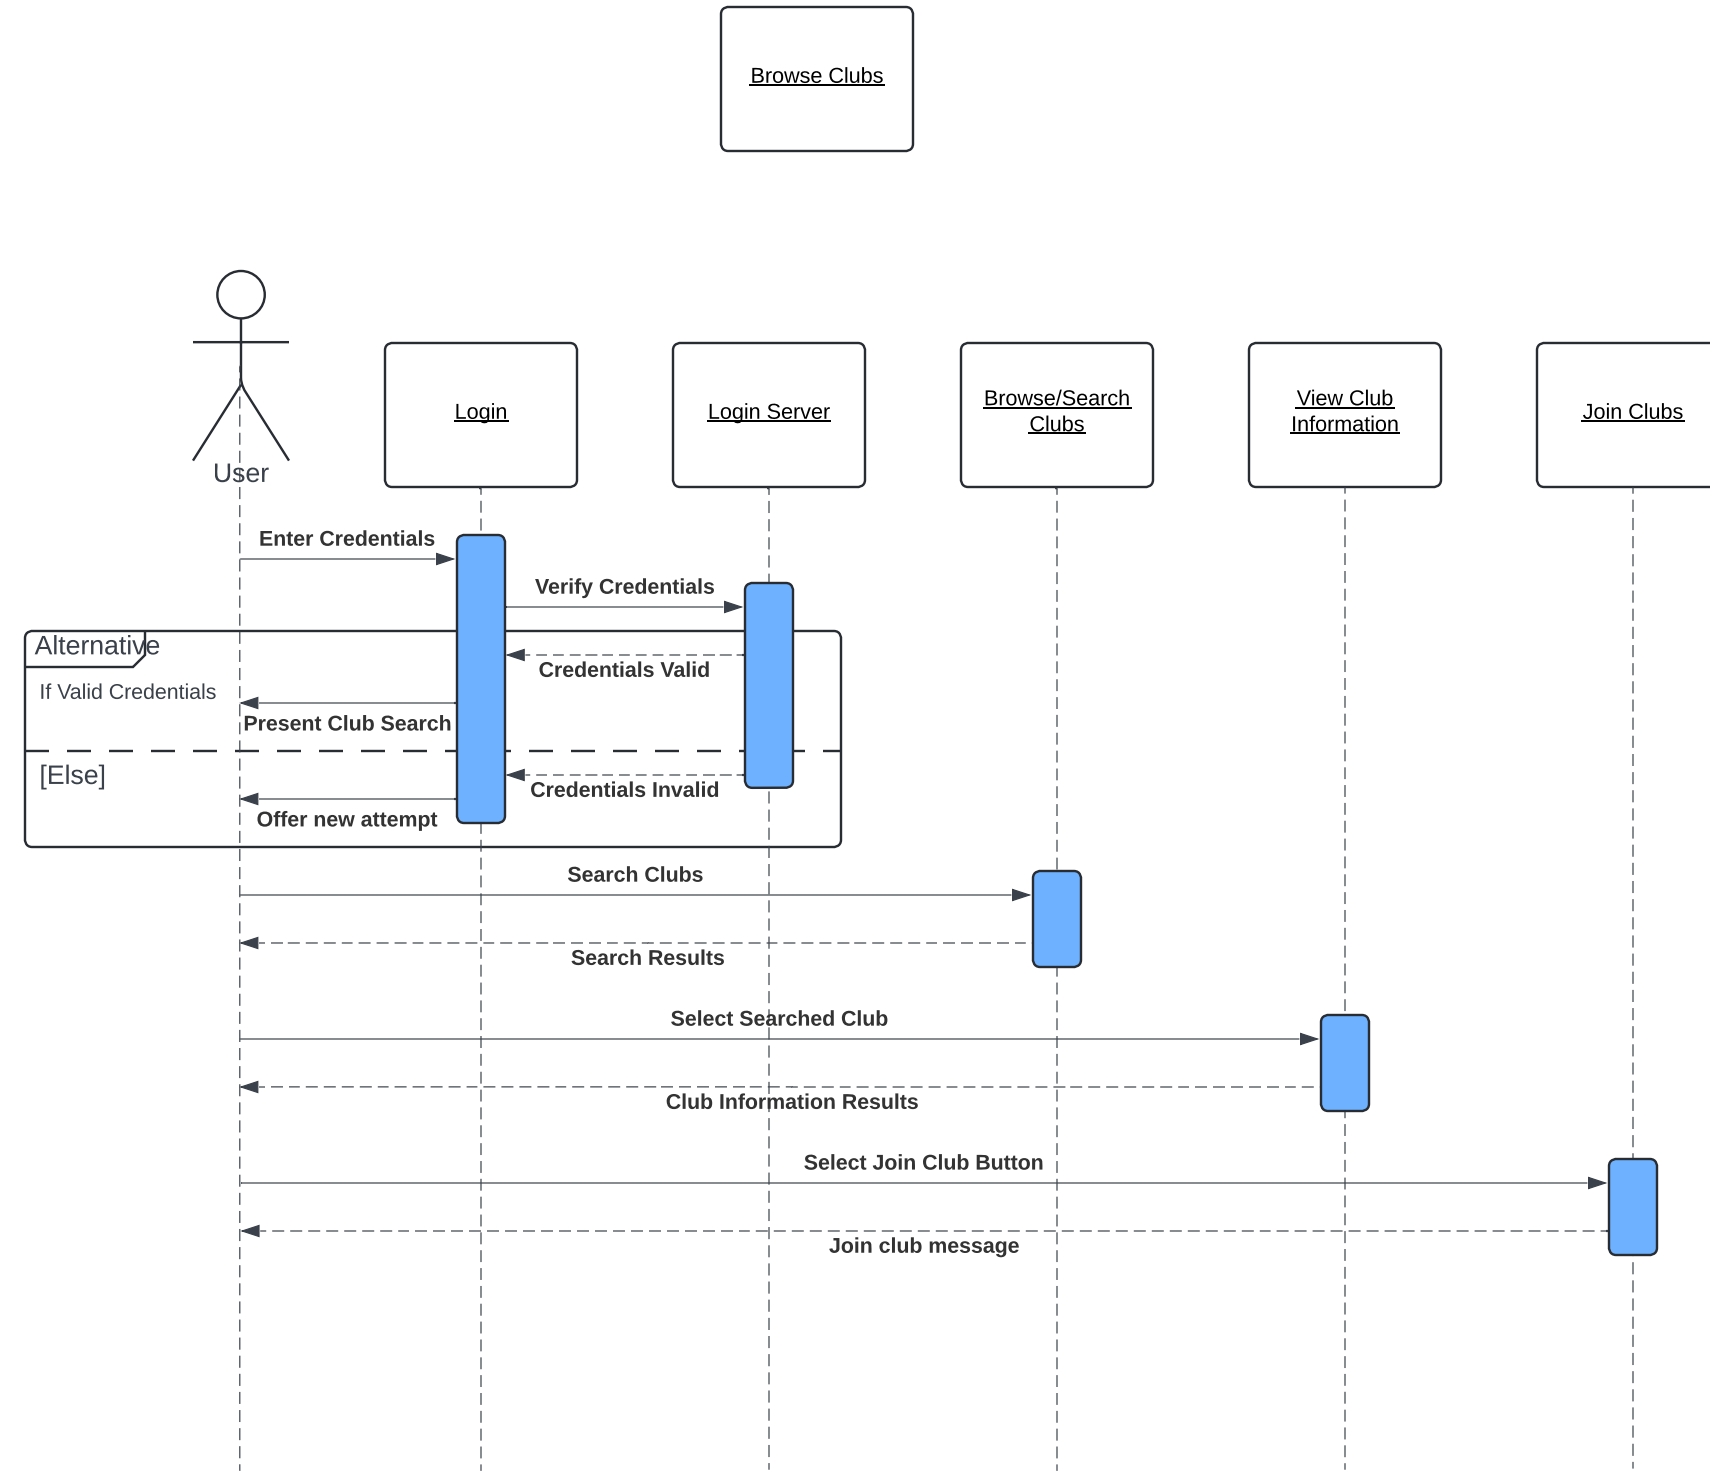 Browse Clubs
User
Login
Login Server
Browse/Search
Clubs
View Club
Information
Join Clubs
Enter Credentials
Verify Credentials
Alternative
Credentials Valid
If Valid Credentials
Present Club Search
[Else]
Credentials Invalid
Offer new attempt
Search Clubs
Search Results
Select Searched Club
Club Information Results
Select Join Club Button
Join club message